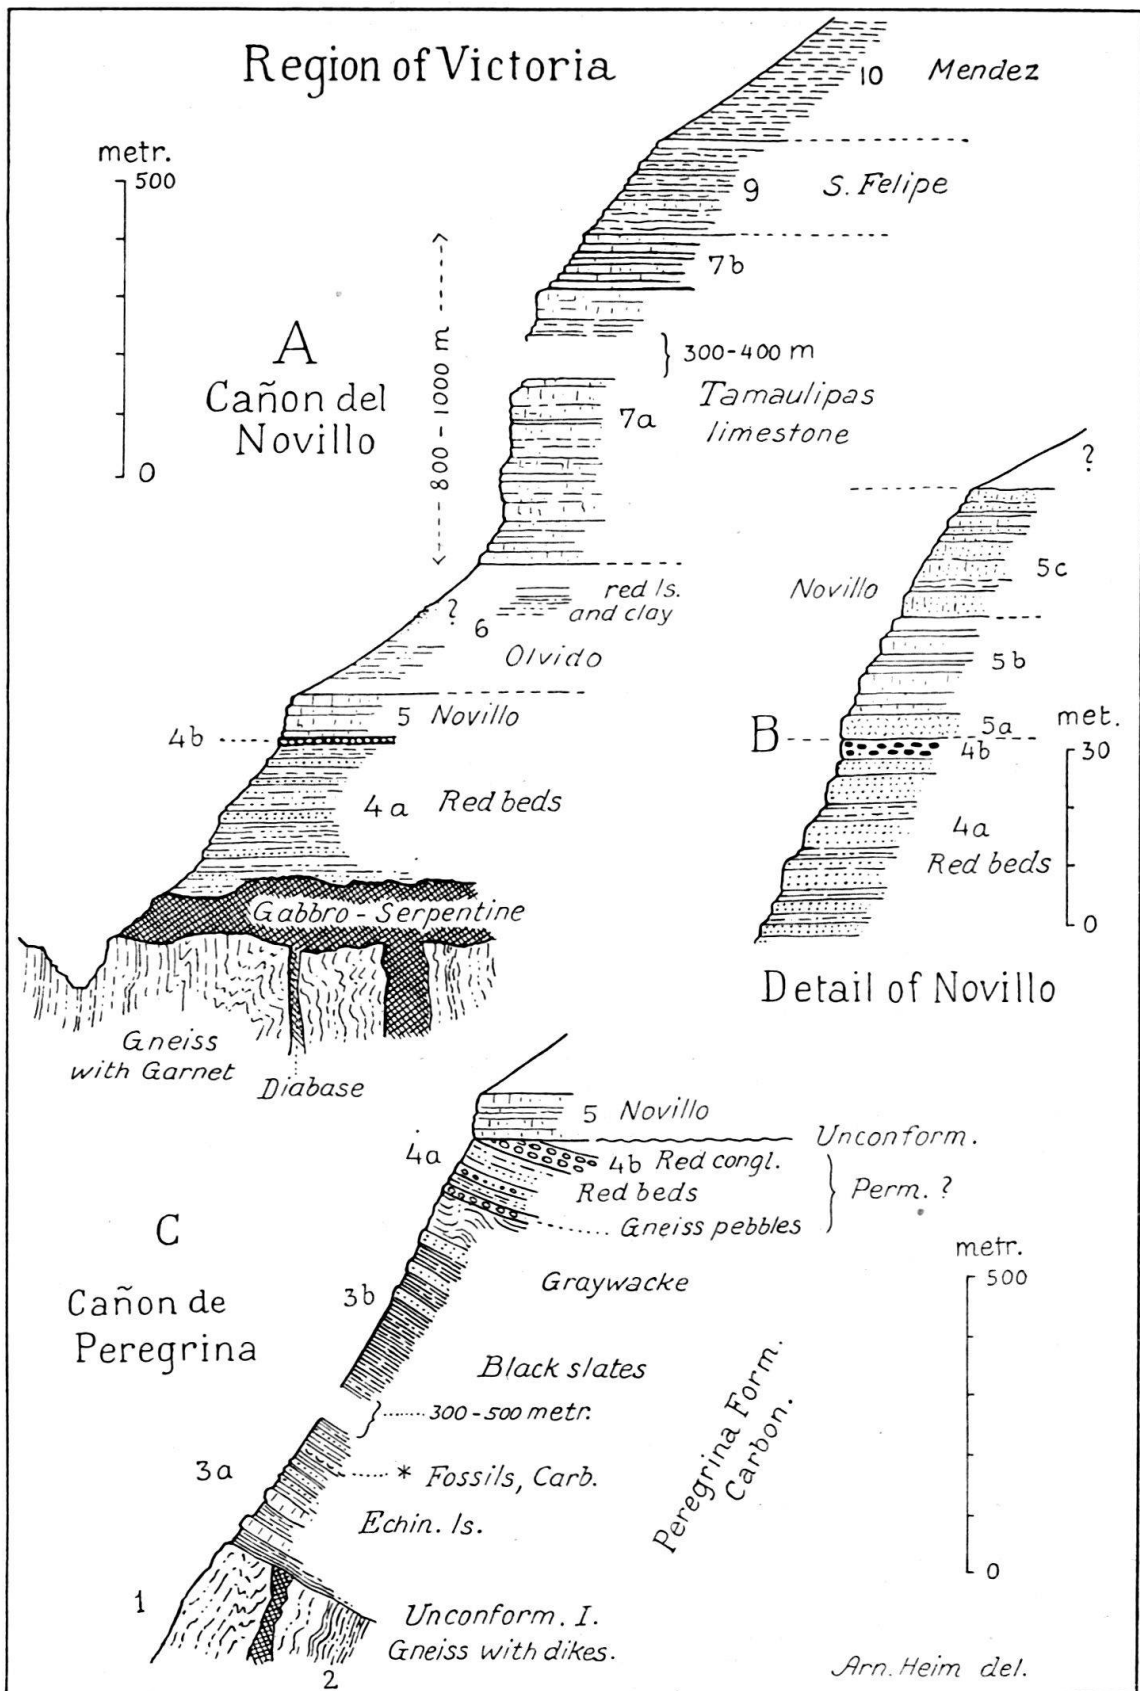 Region of Victoria
metr.
500
0
A
Cañon del
Novillo
800-1000 m
10 Mendez
9 S. Felipe
7b
300-400 m
7a Tamaulipas
limestone
red ls.
and clay
?
6
Olvido
5 Novillo
4b
4a Red beds
Gabbro - Serpentine
Gneiss
with Garnet
Diabase
?
5c
Novillo
5b
5a
B
4b
4a
Red beds
met.
30
0
Detail of Novillo
5 Novillo
Unconform.
4a
4b Red congl.
Red beds
Perm. ?
Gneiss pebbles
C
Cañon de
Peregrina
3b
Graywacke
Black slates
300-500 metr.
3a
* Fossils, Carb.
Echin. ls.
Peregrina Form.
Carbon.
metr.
500
0
1
Unconform. I.
Gneiss with dikes.
2
Arn. Heim del.